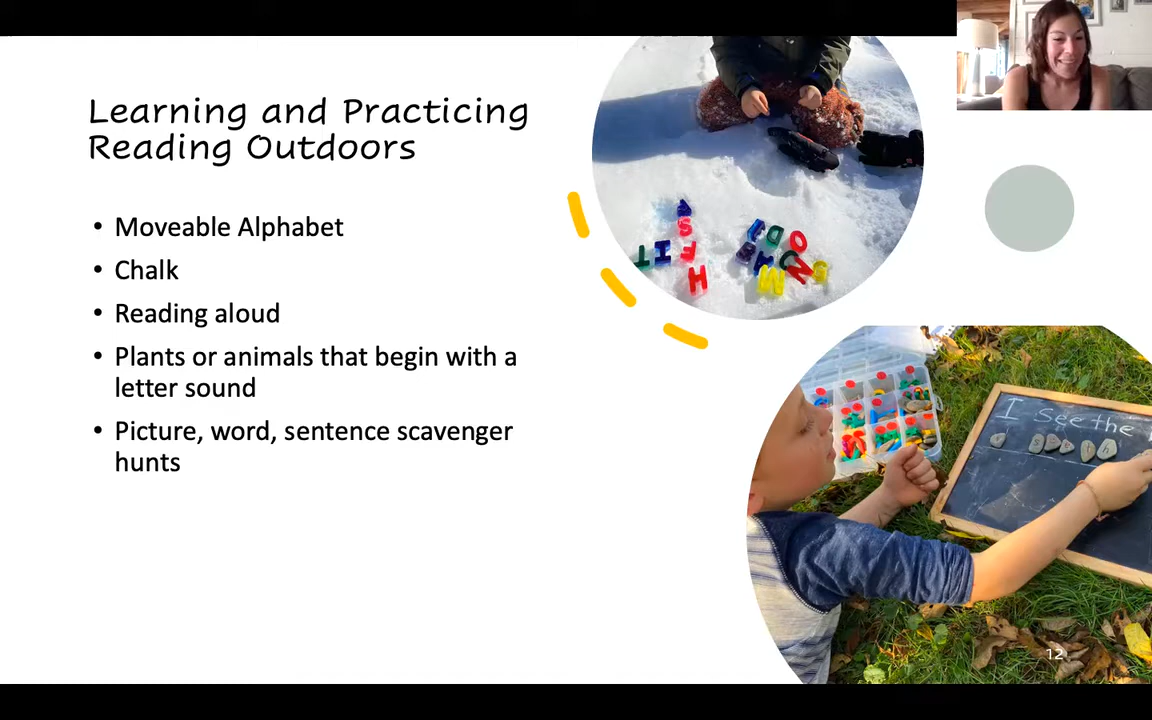 Learning and Practicing
Reading Outdoors
• Moveable Alphabet
• Chalk
• Reading aloud
• Plants or animals that begin with a
letter sound
• Picture, word, sentence scavenger
hunts
I see the
12